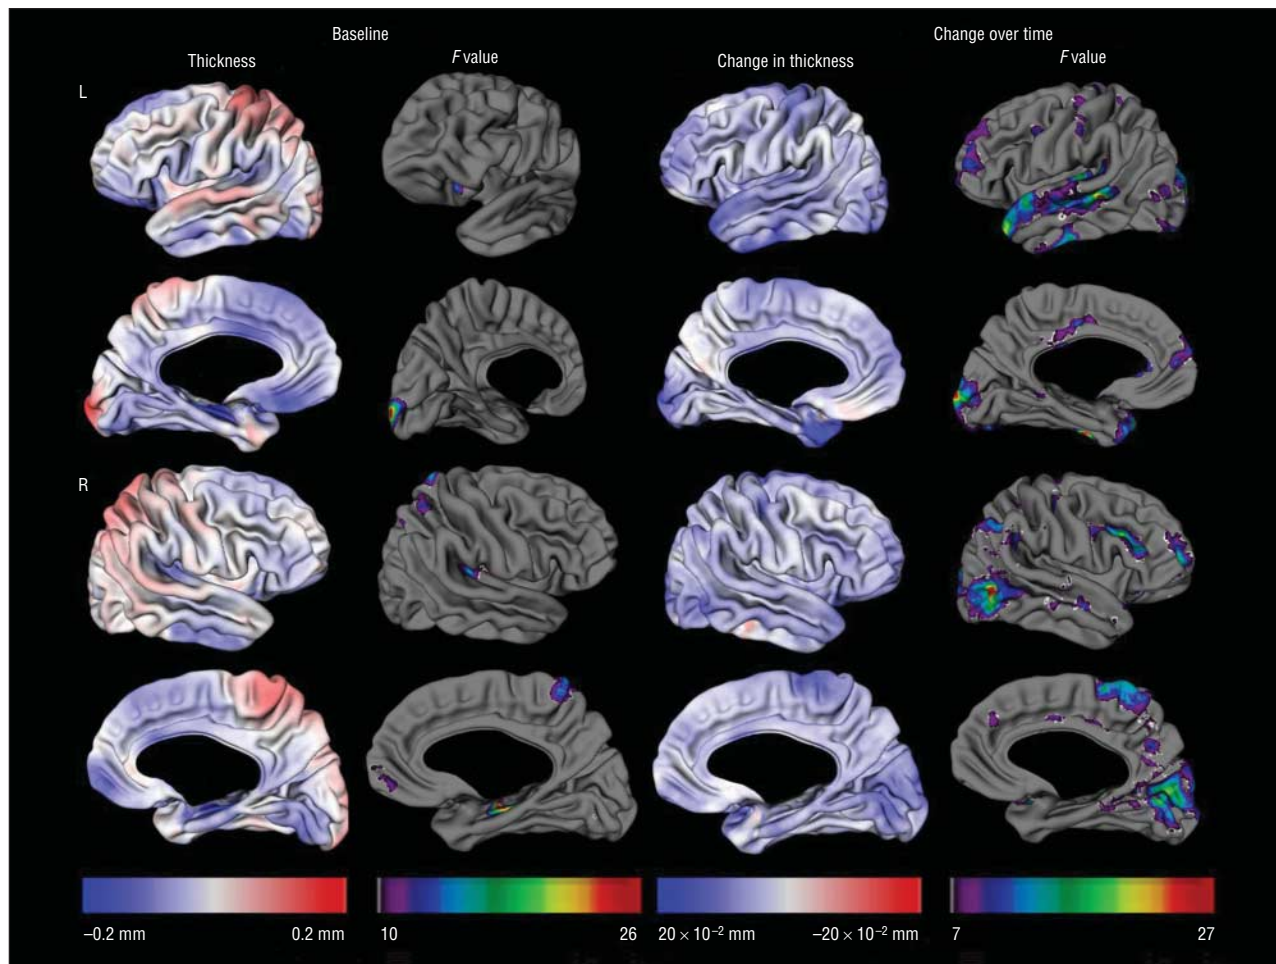 Baseline
Change over time
Thickness
F value
Change in thickness
F value
L
R
–0.2 mm
0.2 mm
10
26
20 × 10⁻² mm
–20 × 10⁻² mm
7
27